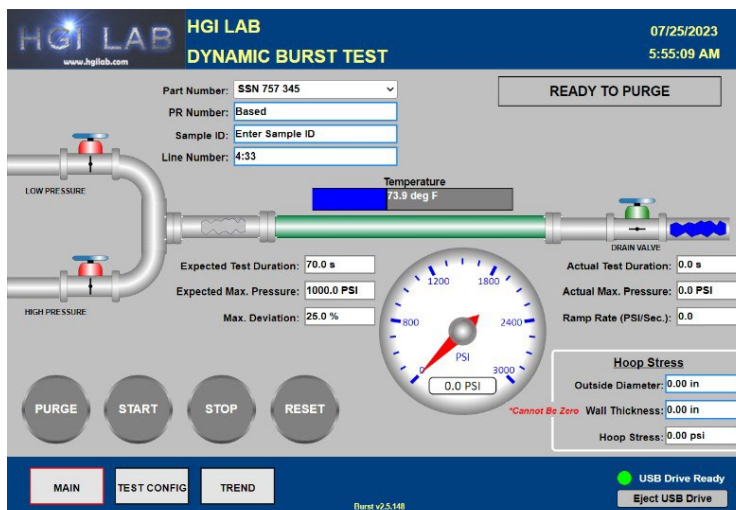 HGI LAB
www.hgilab.com
HGI LAB
DYNAMIC BURST TEST
07/25/2023
5:55:09 AM
Part Number: SSN 757 345
PR Number: Based
Sample ID: Enter Sample ID
Line Number: 4:33
READY TO PURGE
LOW PRESSURE
Temperature
73.9 deg F
DRAIN VALVE
HIGH PRESSURE
Expected Test Duration: 70.0 s
Expected Max. Pressure: 1000.0 PSI
Max. Deviation: 25.0 %
0
800
1200
1800
2400
3000
PSI
0.0 PSI
Actual Test Duration: 0.0 s
Actual Max. Pressure: 0.0 PSI
Ramp Rate (PSI/Sec.): 0.0
Hoop Stress
Outside Diameter: 0.00 in
*Cannot Be Zero Wall Thickness: 0.00 in
Hoop Stress: 0.00 psi
PURGE
START
STOP
RESET
MAIN
TEST CONFIG
TREND
Burst v2.5.148
USB Drive Ready
Eject USB Drive